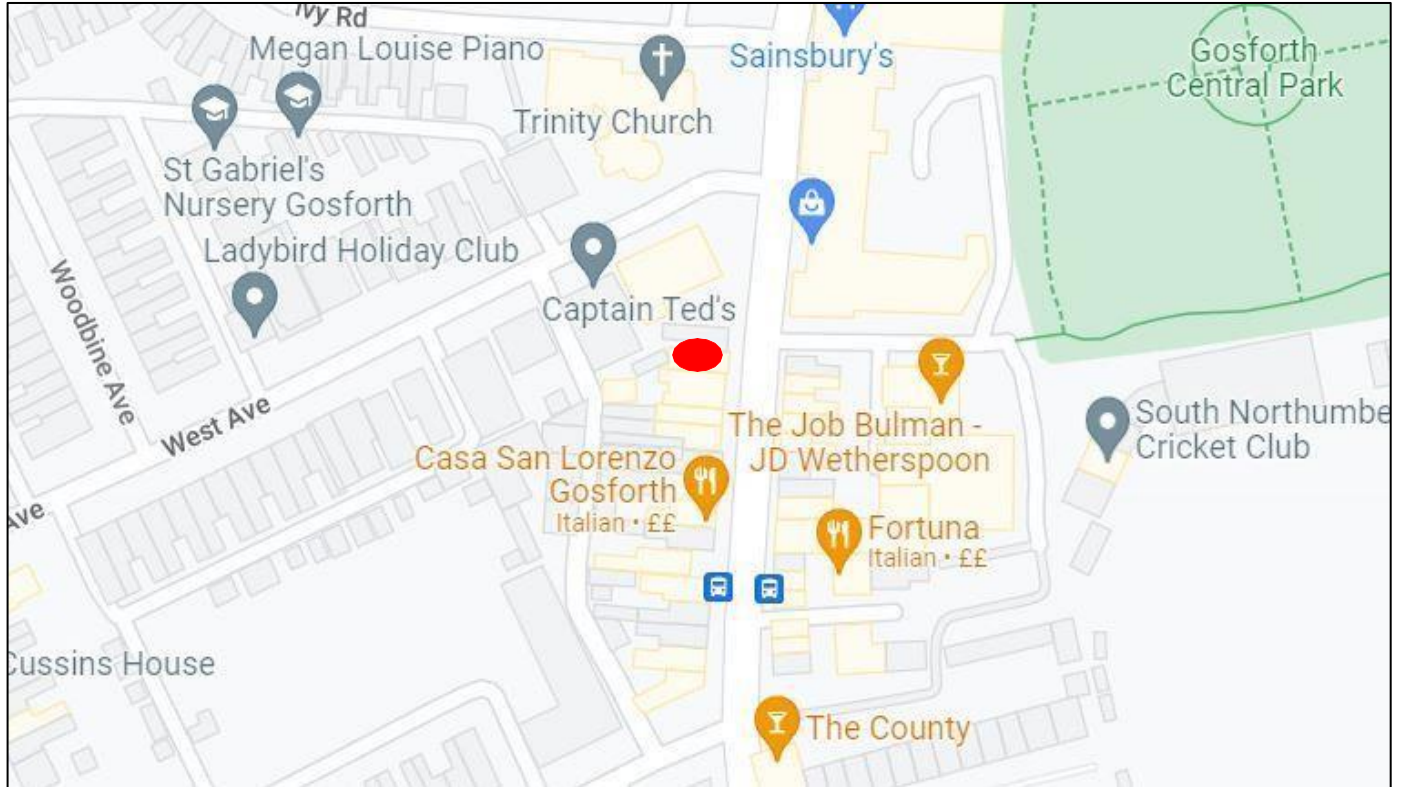 Ivy Rd
Megan Louise Piano
Sainsbury's
Gosforth
Central Park
Trinity Church
St Gabriel's
Nursery Gosforth
Ladybird Holiday Club
Woodbine Ave
Captain Ted's
West Ave
The Job Bulman -
JD Wetherspoon
South Northumbe
Cricket Club
Casa San Lorenzo
Gosforth
Italian • ££
Ave
Fortuna
Italian • ££
Cussins House
The County